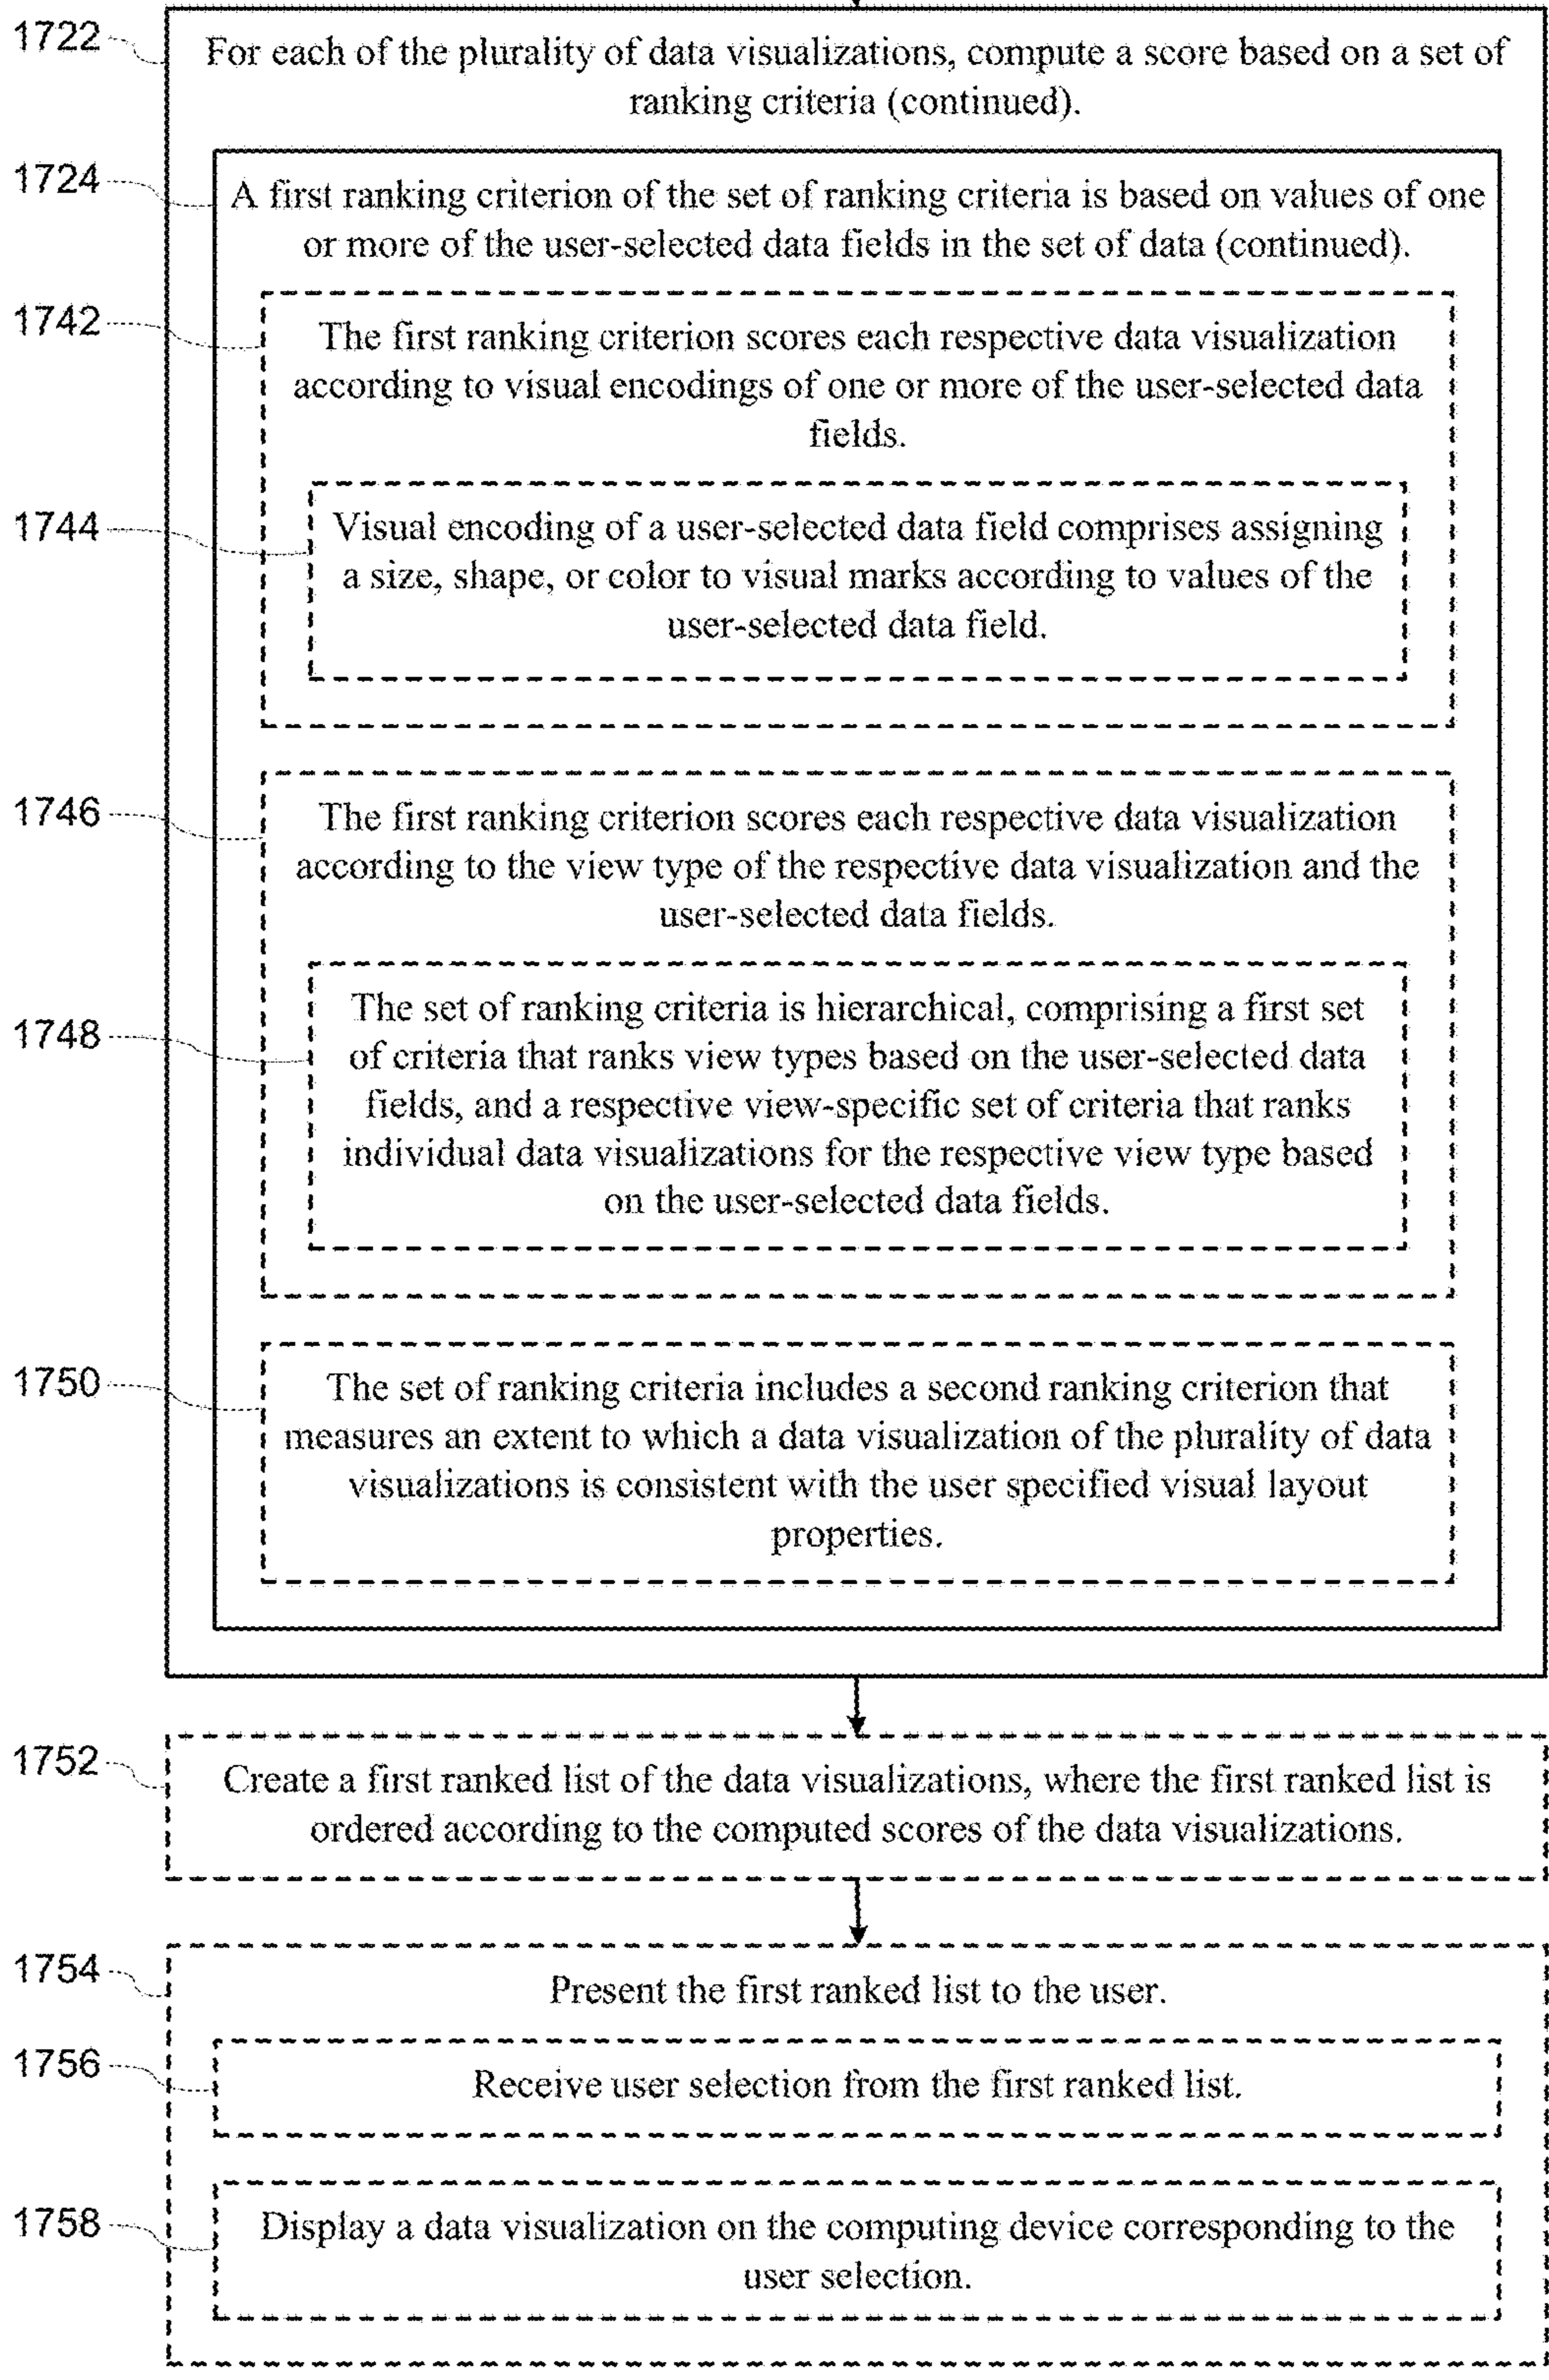 1722
For each of the plurality of data visualizations, compute a score based on a set of
ranking criteria (continued).
1724
A first ranking criterion of the set of ranking criteria is based on values of one
or more of the user-selected data fields in the set of data (continued).
1742
The first ranking criterion scores each respective data visualization
according to visual encodings of one or more of the user-selected data
fields.
1744
Visual encoding of a user-selected data field comprises assigning
a size, shape, or color to visual marks according to values of the
user-selected data field.
1746
The first ranking criterion scores each respective data visualization
according to the view type of the respective data visualization and the
user-selected data fields.
1748
The set of ranking criteria is hierarchical, comprising a first set
of criteria that ranks view types based on the user-selected data
fields, and a respective view-specific set of criteria that ranks
individual data visualizations for the respective view type based
on the user-selected data fields.
1750
The set of ranking criteria includes a second ranking criterion that
measures an extent to which a data visualization of the plurality of data
visualizations is consistent with the user specified visual layout
properties.
1752
Create a first ranked list of the data visualizations, where the first ranked list is
ordered according to the computed scores of the data visualizations.
1754
Present the first ranked list to the user.
1756
Receive user selection from the first ranked list.
1758
Display a data visualization on the computing device corresponding to the
user selection.